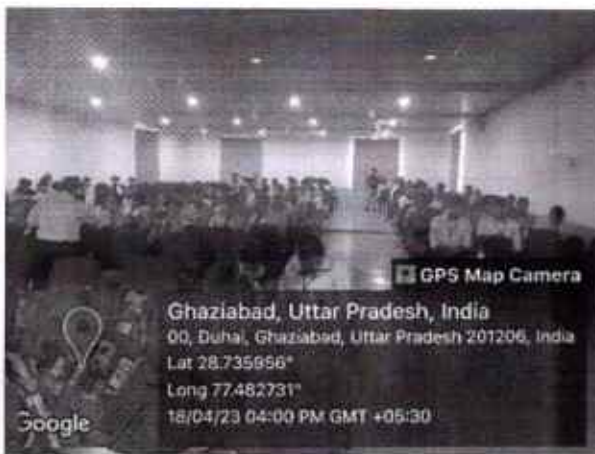 GPS Map Camera
Ghaziabad, Uttar Pradesh, India
00, Duhai, Ghaziabad, Uttar Pradesh 201206, India
Lat 28.735956°
Long 77.482731°
18/04/23 04:00 PM GMT +05:30
Google